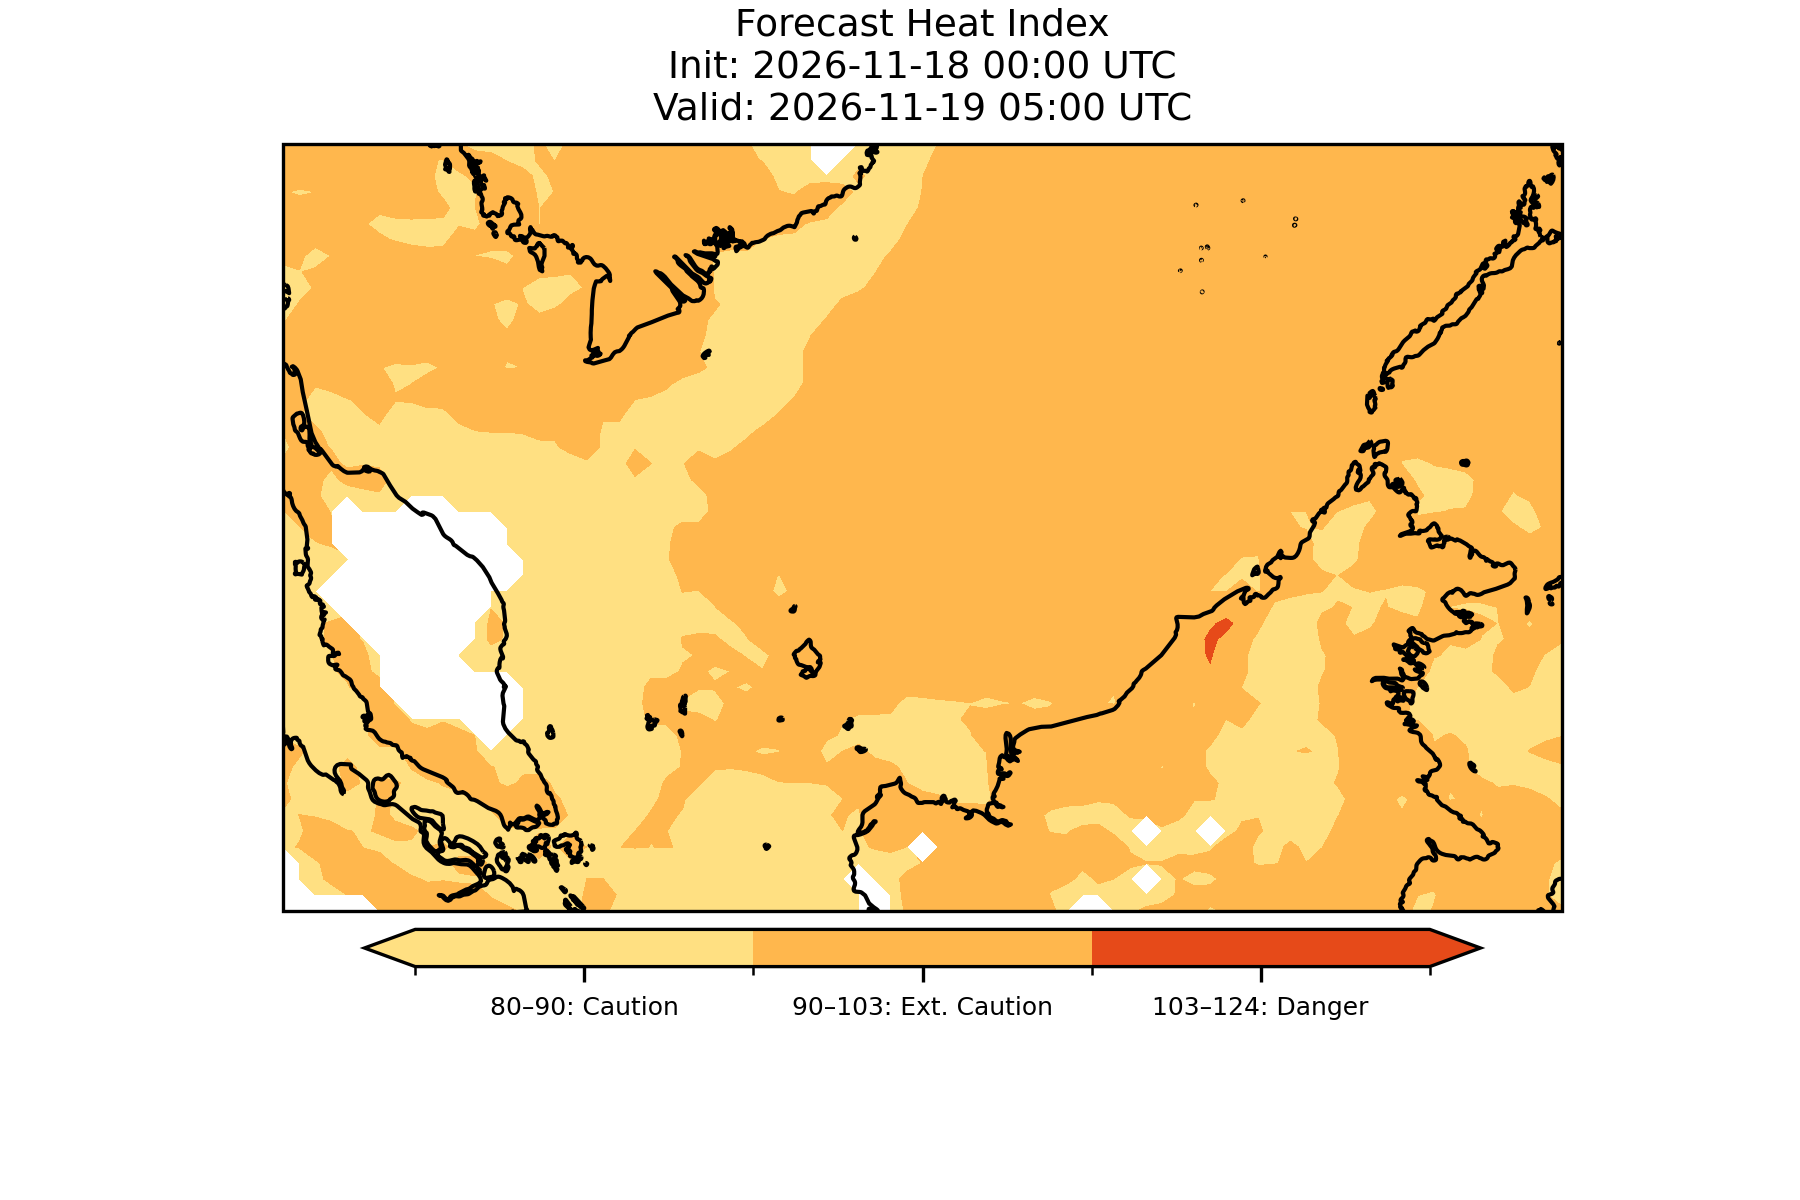 Forecast Heat Index
Init: 2026-11-18 00:00 UTC
Valid: 2026-11-19 05:00 UTC
80–90: Caution
90–103: Ext. Caution
103–124: Danger